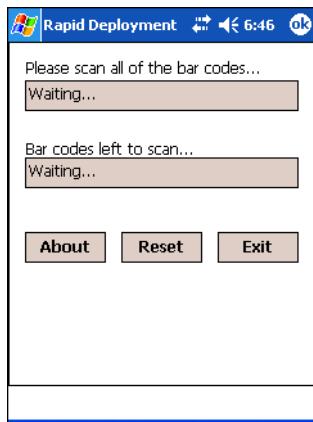 Rapid Deployment 6:46 ok
Please scan all of the bar codes...
Waiting...
Bar codes left to scan...
Waiting...
About Reset Exit